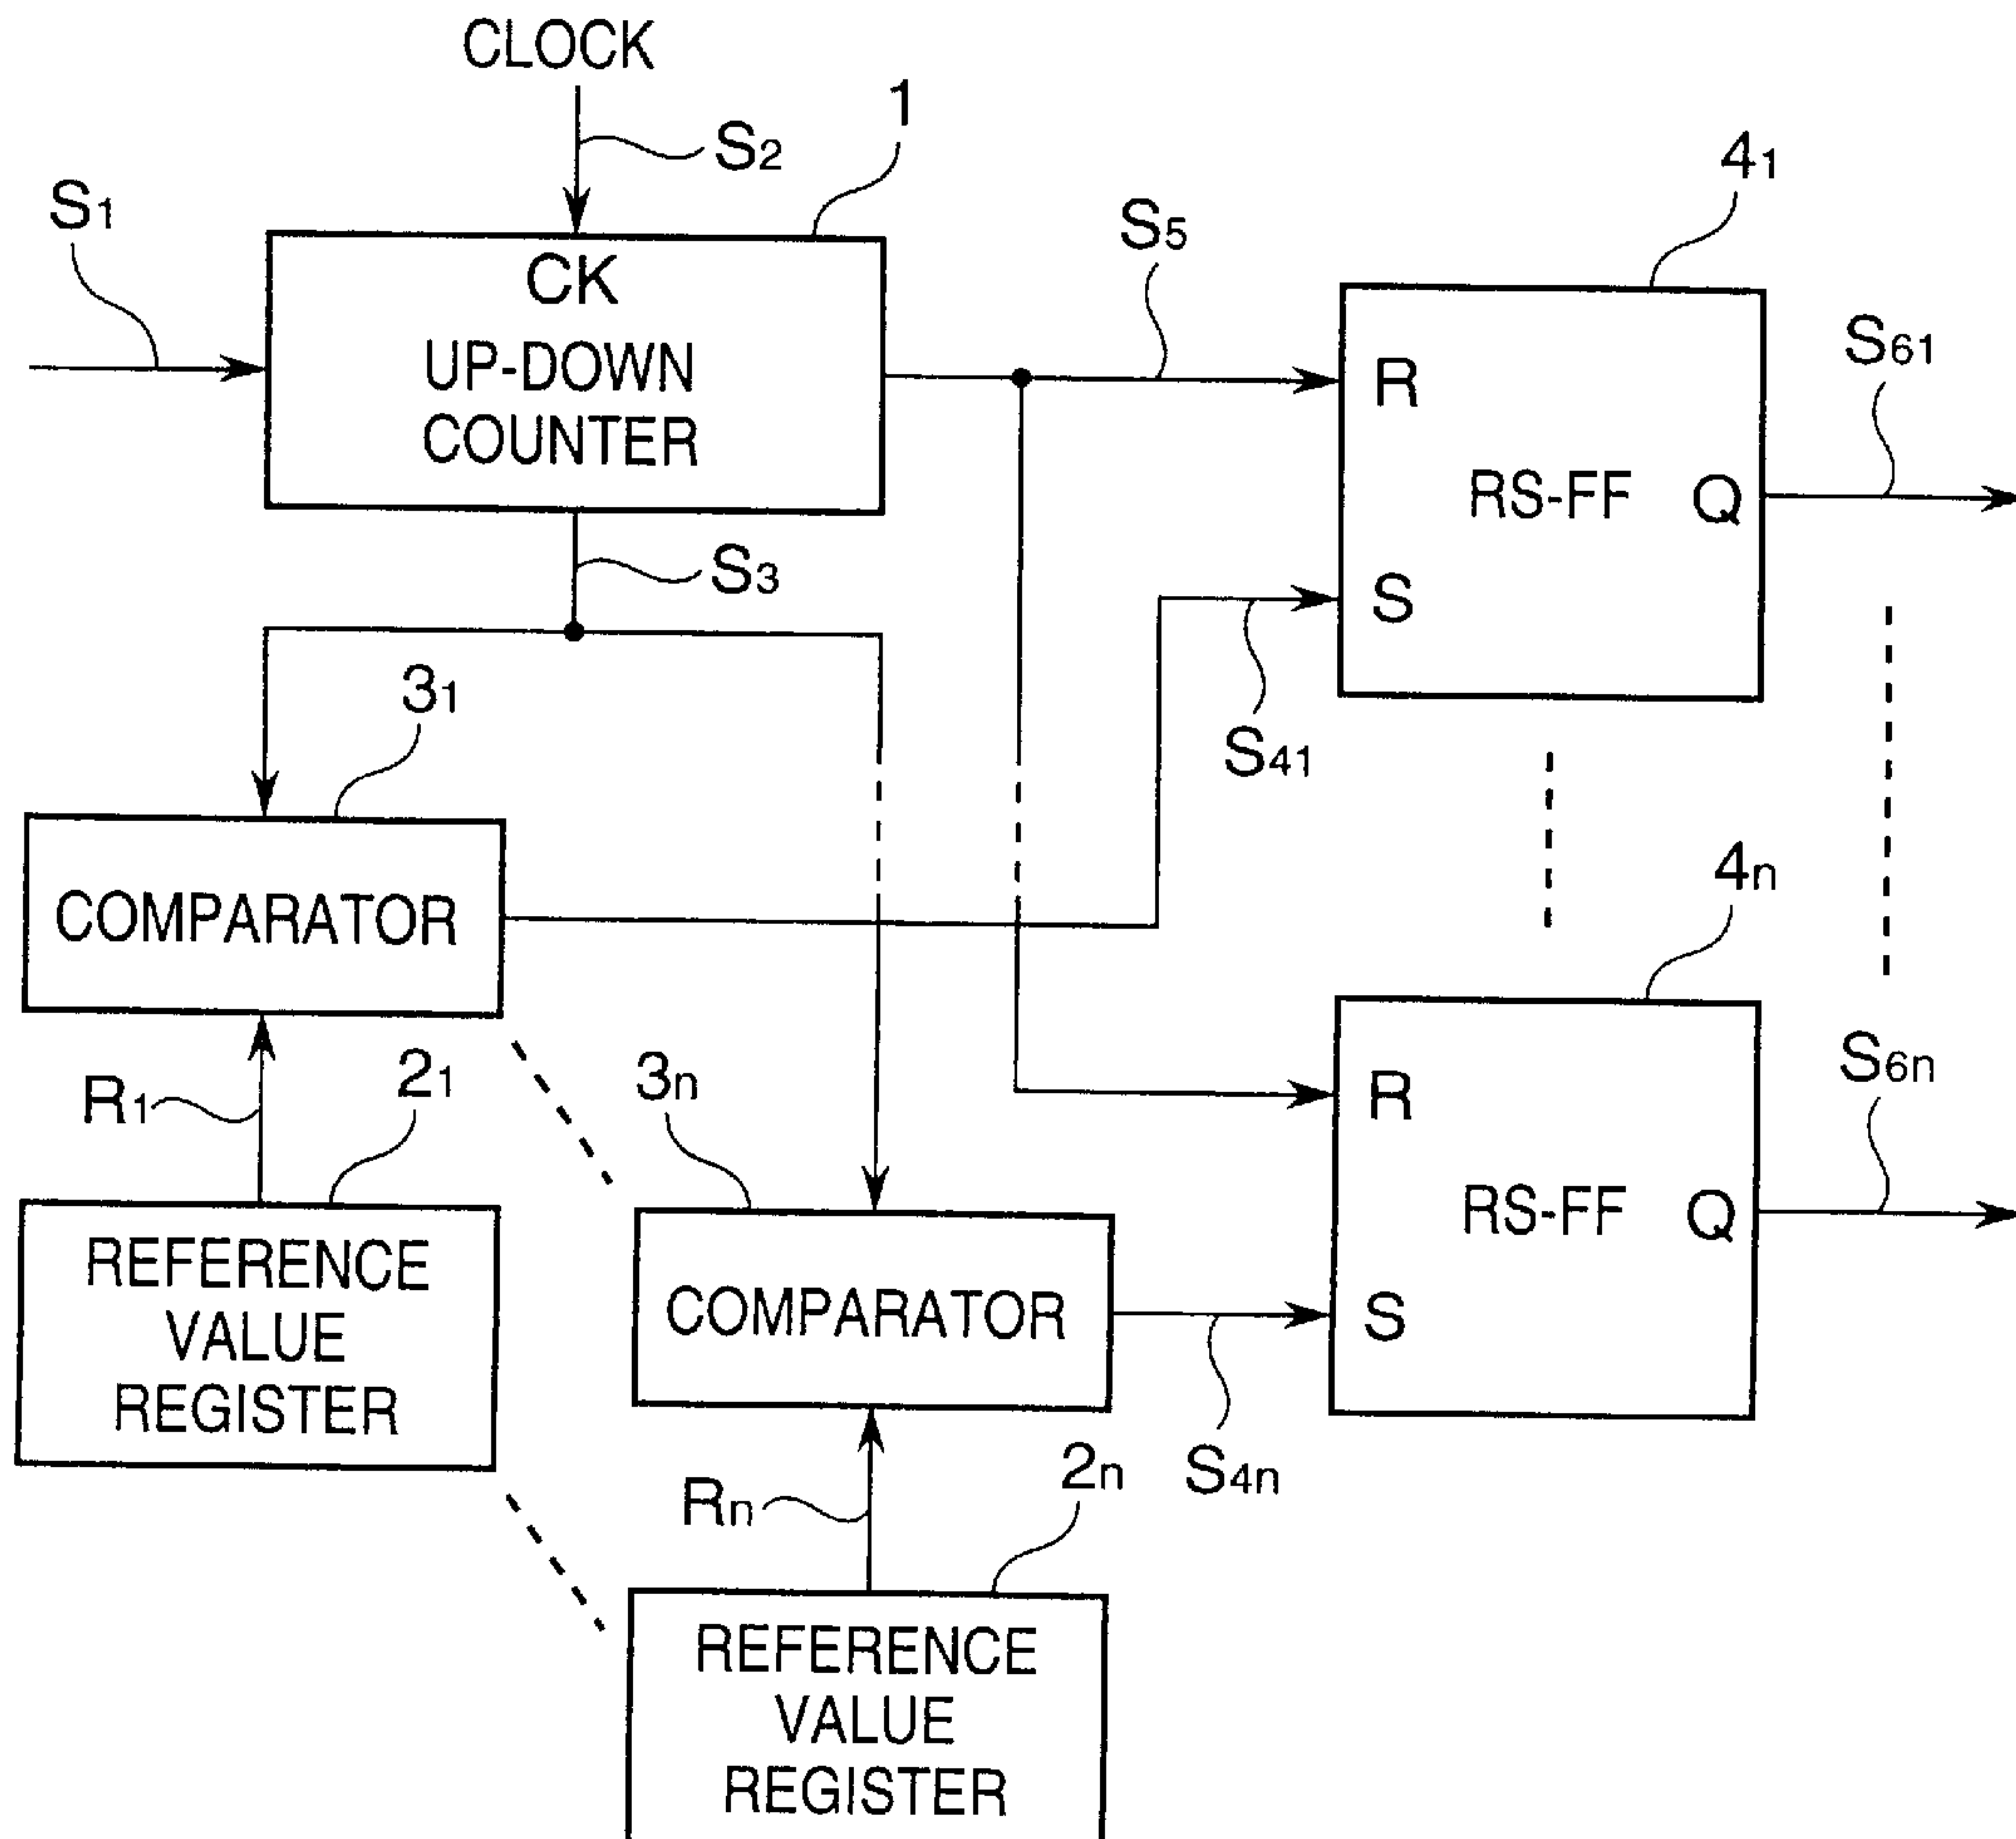 CLOCK
S2
1
S1
CK
UP-DOWN
COUNTER
S5
41
R
RS-FF
Q
S
S61
S3
S41
31
COMPARATOR
R1
21
REFERENCE
VALUE
REGISTER
3n
COMPARATOR
S4n
4n
R
RS-FF
Q
S
S6n
Rn
2n
REFERENCE
VALUE
REGISTER